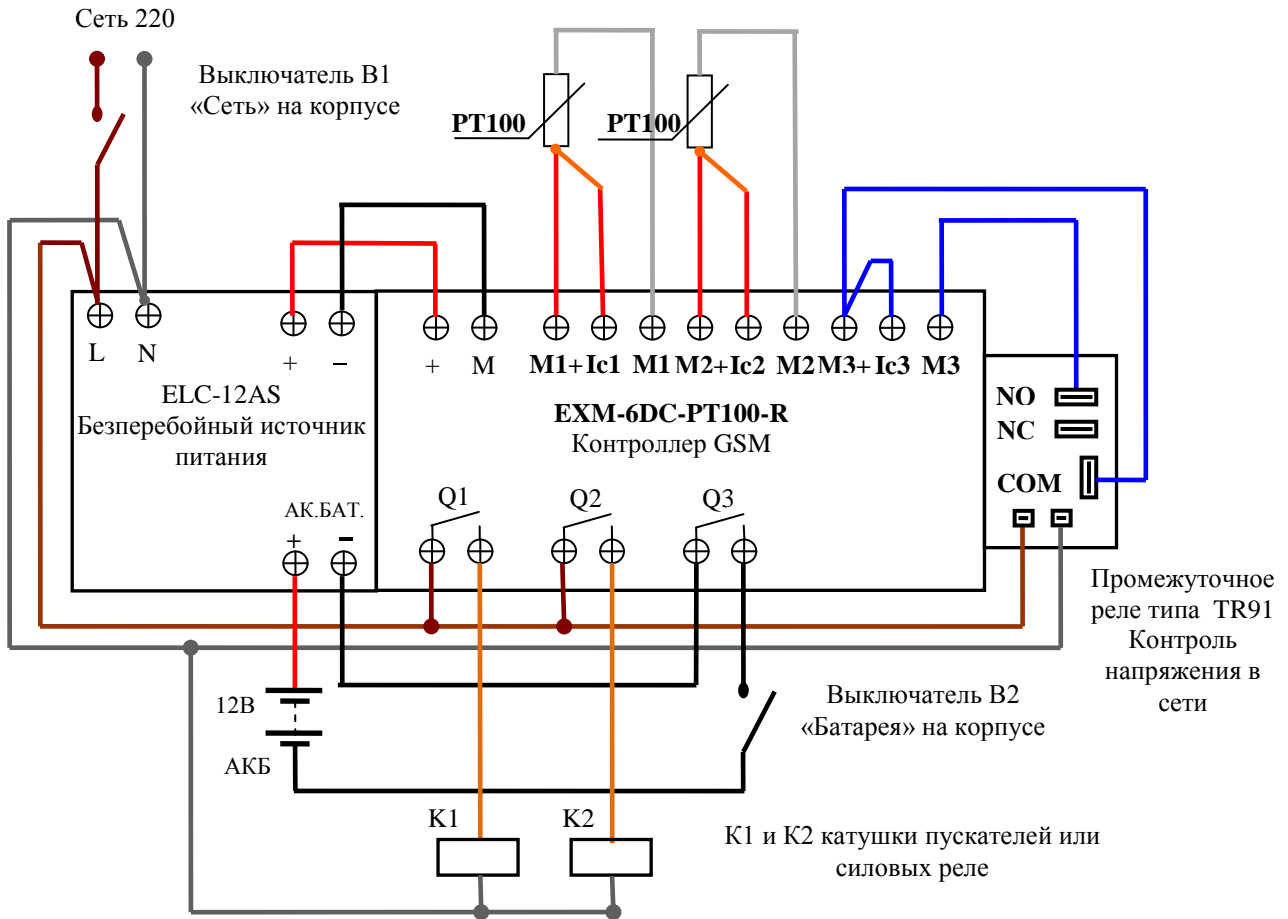 Сеть 220
Выключатель В1
«Сеть» на корпусе
PT100
PT100
L
N
+
−
+
M
M1+
Ic1
M1
M2+
Ic2
M2
M3+
Ic3
M3
ELC-12AS
Безперебойный источник
питания
EXM-6DC-PT100-R
Контроллер GSM
NO
NC
COM
АК.БАТ.
+
−
Q1
Q2
Q3
Промежуточное
реле типа TR91
Контроль
напряжения в
сети
12В
АКБ
Выключатель В2
«Батарея» на корпусе
К1
К2
К1 и К2 катушки пускателей или
силовых реле